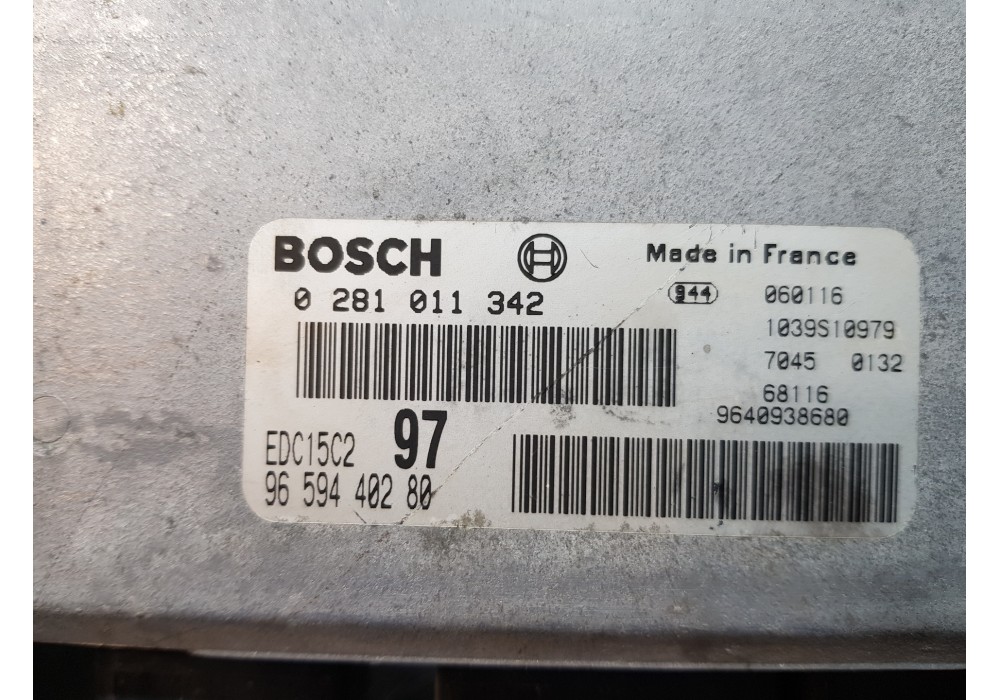 BOSCH
Made in France
0 281 011 342
944 060116
1039S10979
7045 0132
68116
9640938680
EDC15C2 97
96 594 402 80